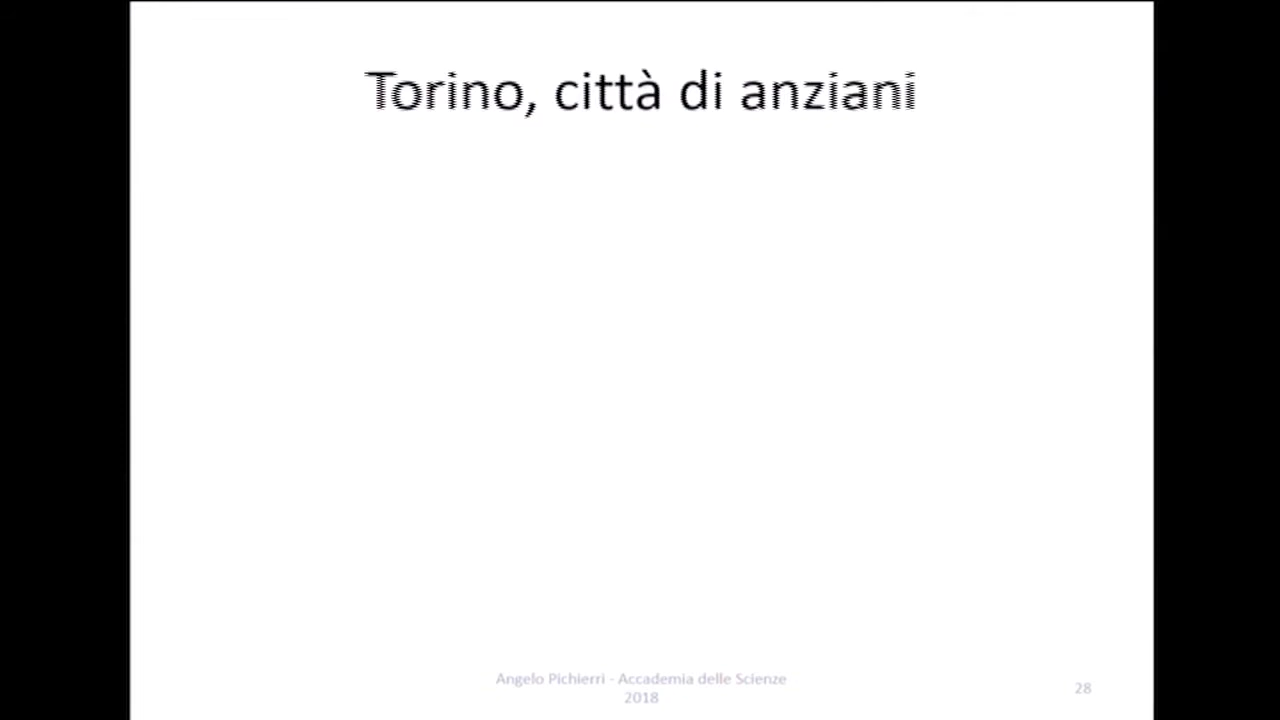 Torino, città di anziani
Angelo Pichierri - Accademia delle Scienze
2018
28